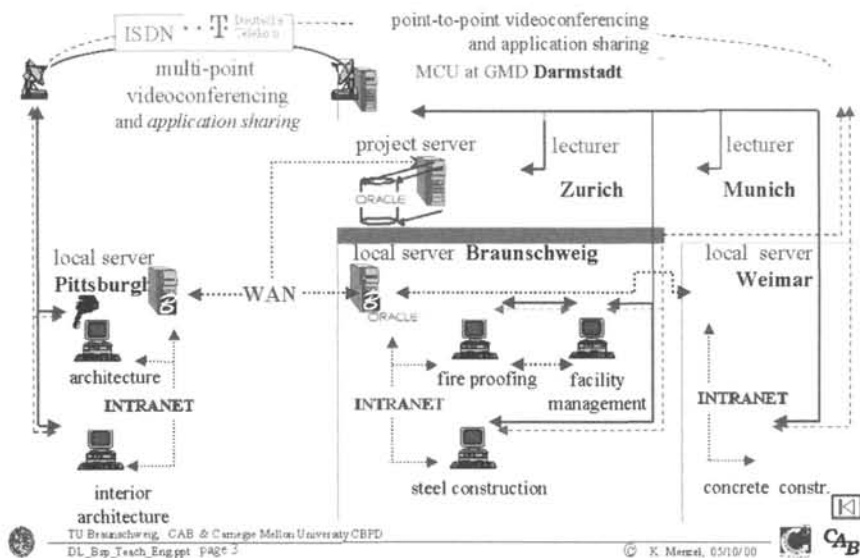 ISDN ·· T· Deutsche Telekom
point-to-point videoconferencing
and application sharing
MCU at GMD Darmstadt
multi-point
videoconferencing
and application sharing
project server
lecturer
lecturer
ORACLE
Zurich
Munich
local server
Pittsburgh
local server Braunschweig
local server
Weimar
WAN
ORACLE
architecture
fire proofing
facility
management
INTRANET
INTRANET
INTRANET
interior
architecture
steel construction
concrete constr.
TU Braunschweig, CAB & Carnegie Mellon University CBPD
DL_Bsp_Teach_Eng.ppt page 3
© K. Menzel, 05/10/00
CAB